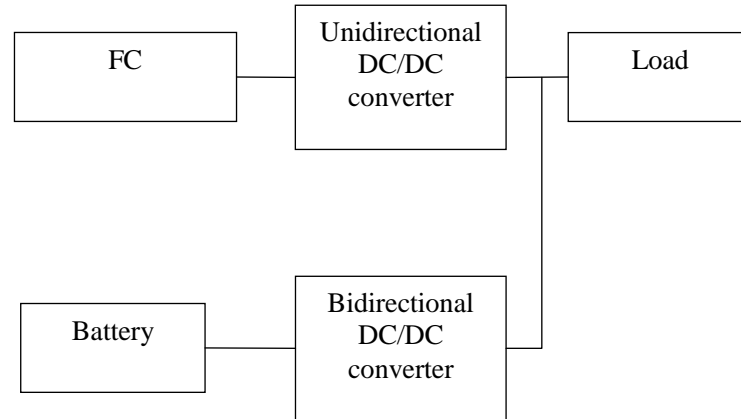 FC
Unidirectional
DC/DC
converter
Load
Battery
Bidirectional
DC/DC
converter